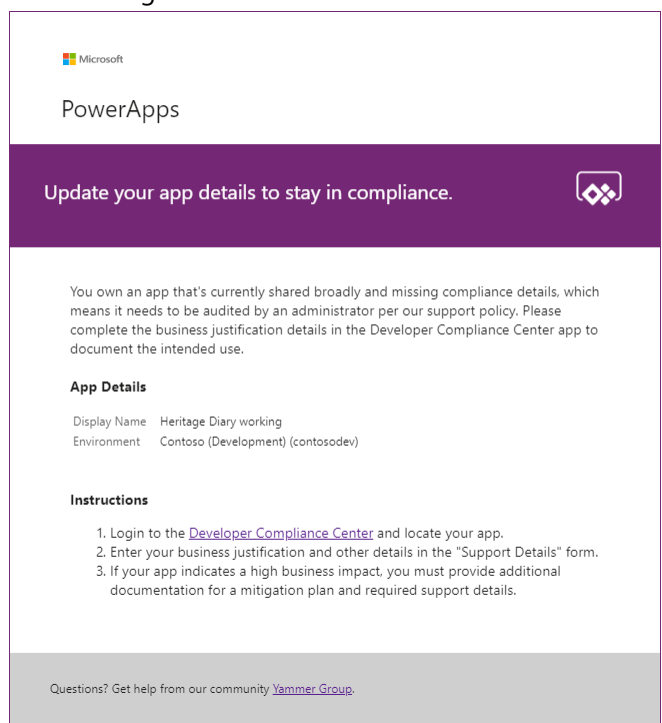 Microsoft
PowerApps
Update your app details to stay in compliance.
You own an app that's currently shared broadly and missing compliance details, which
means it needs to be audited by an administrator per our support policy. Please
complete the business justification details in the Developer Compliance Center app to
document the intended use.
App Details
Display Name Heritage Diary working
Environment Contoso (Development) (contosodev)
Instructions
1. Login to the Developer Compliance Center and locate your app.
2. Enter your business justification and other details in the "Support Details" form.
3. If your app indicates a high business impact, you must provide additional
documentation for a mitigation plan and required support details.
Questions? Get help from our community Yammer Group.